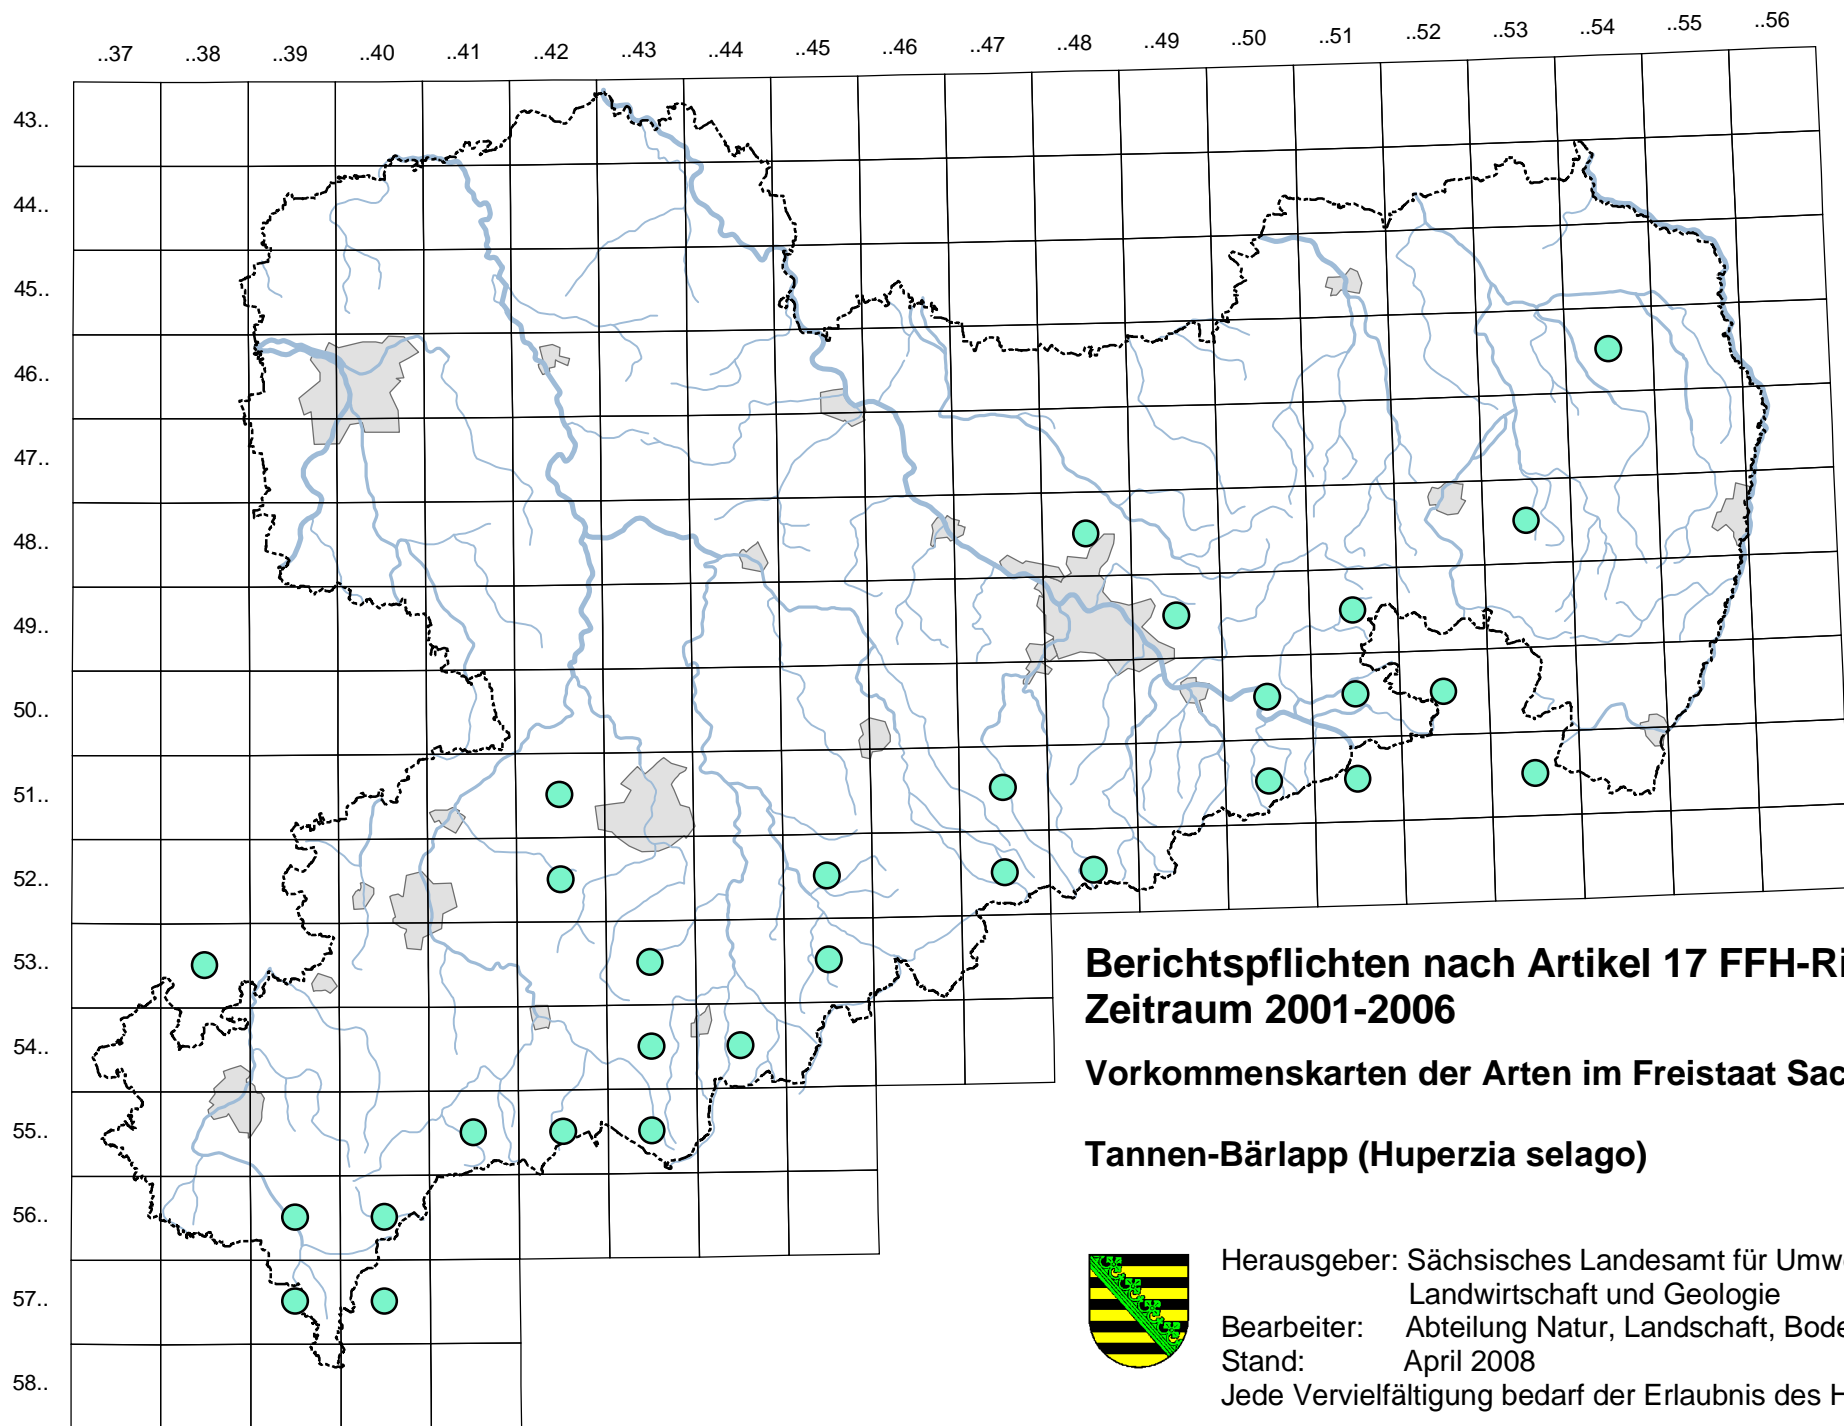 ..37 ..38 ..39 ..40 ..41 ..42 ..43 ..44 ..45 ..46 ..47 ..48 ..49 ..50 ..51 ..52 ..53 ..54 ..55 ..56
43..
44..
45..
46..
47..
48..
49..
50..
51..
52..
53..
54..
55..
56..
57..
58..
Berichtspflichten nach Artikel 17 FFH-Ri
Zeitraum 2001-2006
Vorkommenskarten der Arten im Freistaat Sac
Tannen-Bärlapp (Huperzia selago)
Herausgeber: Sächsisches Landesamt für Umwe
Landwirtschaft und Geologie
Bearbeiter: Abteilung Natur, Landschaft, Bode
Stand: April 2008
Jede Vervielfältigung bedarf der Erlaubnis des H